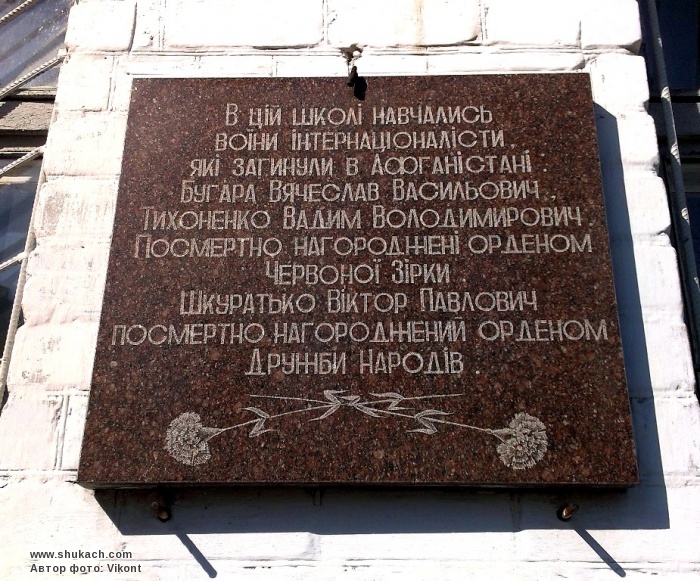 В цій школі навчались
воїни інтернаціоналісти,
які загинули в Афганістані.
Бугара Вячеслав Васильович,
Тихоненко Вадим Володимирович
Посмертно нагороджені орденом
Червоної Зірки
Шкуратько Віктор Павлович
посмертно нагороджений орденом
Дружби народів.
www.shukach.com
Автор фото: Vikont